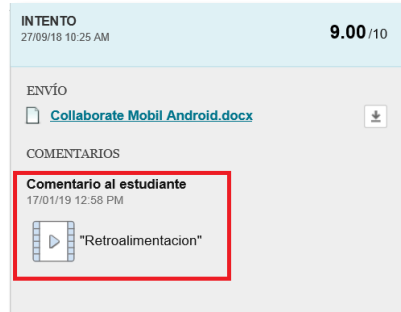 INTENTO
27/09/18 10:25 AM
9.00 /10
ENVÍO
Collaborate Mobil Android.docx
COMENTARIOS
Comentario al estudiante
17/01/19 12:58 PM
"Retroalimentacion"